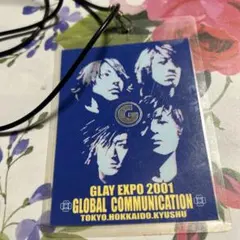 G
GLAY EXPO 2001
GLOBAL COMMUNICATION
TOKYO.HOKKAIDO.KYUSHU